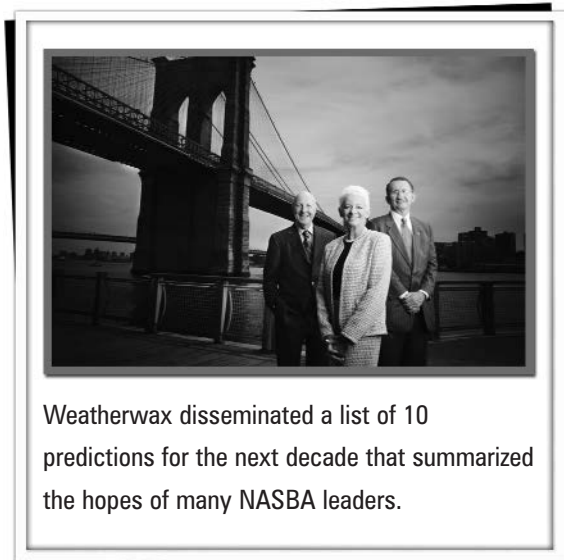 Weatherwax disseminated a list of 10
predictions for the next decade that summarized
the hopes of many NASBA leaders.